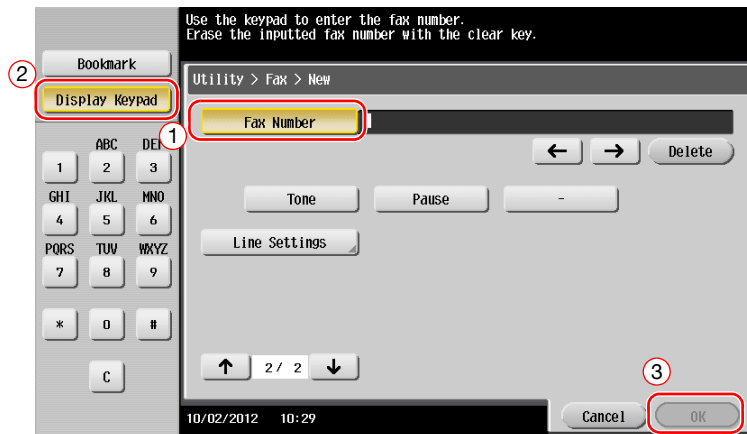 Use the keypad to enter the fax number.
Erase the inputted fax number with the clear key.
2
Bookmark
Display Keypad
Utility > Fax > New
1
Fax Number
ABC DEF
1 2 3
← → Delete
GHI JKL MNO
4 5 6
Tone Pause -
PQRS TUV WXYZ
7 8 9
Line Settings
* 0 #
↑ 2/ 2 ↓
C
3
10/02/2012 10:29
Cancel OK